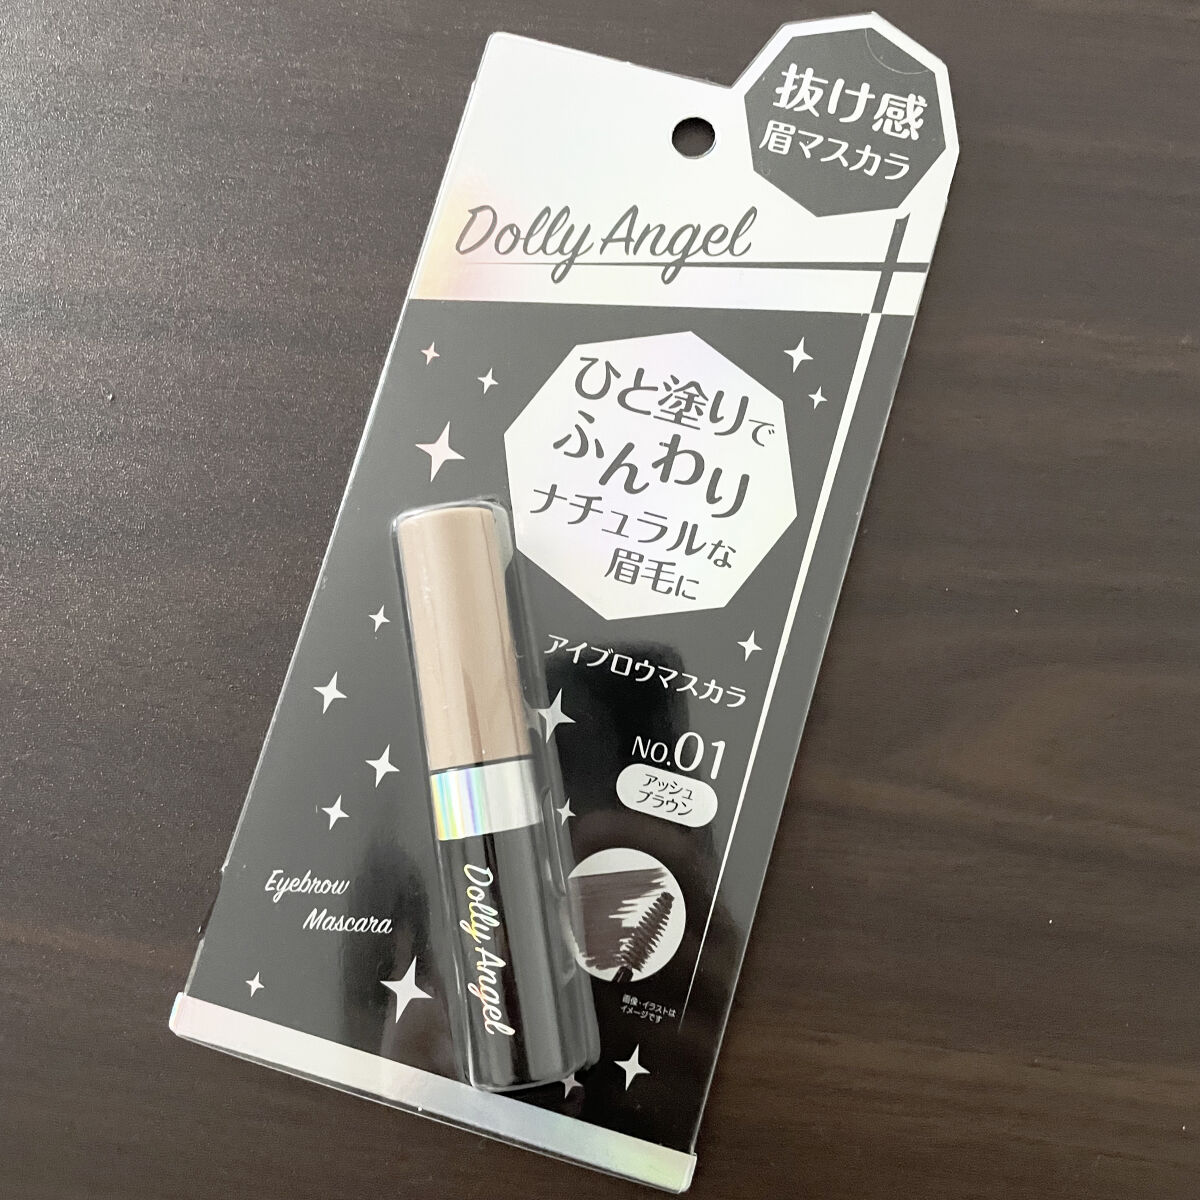 抜け感
眉マスカラ
Dolly Angel
ひと塗りで
ふんわり
ナチュラルな
眉毛に
アイブロウマスカラ
NO.01
アッシュ
ブラウン
Eyebrow
Mascara
Dolly Angel
画像・イラストは
イメージです